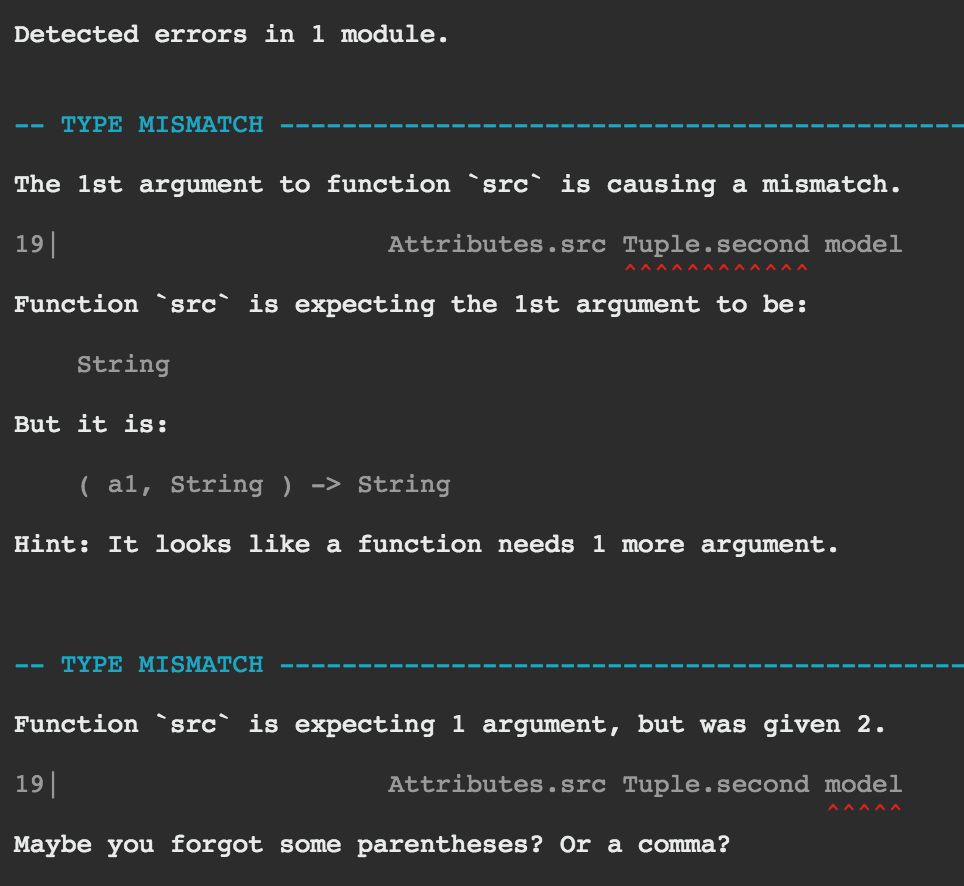 Detected errors in 1 module.
-- TYPE MISMATCH --------------------------------------------
The 1st argument to function `src` is causing a mismatch.
19|                     Attributes.src Tuple.second model
                                       ^^^^^^^^^^^^
Function `src` is expecting the 1st argument to be:
    String
But it is:
    ( a1, String ) -> String
Hint: It looks like a function needs 1 more argument.
-- TYPE MISMATCH --------------------------------------------
Function `src` is expecting 1 argument, but was given 2.
19|                     Attributes.src Tuple.second model
                                                    ^^^^^
Maybe you forgot some parentheses? Or a comma?